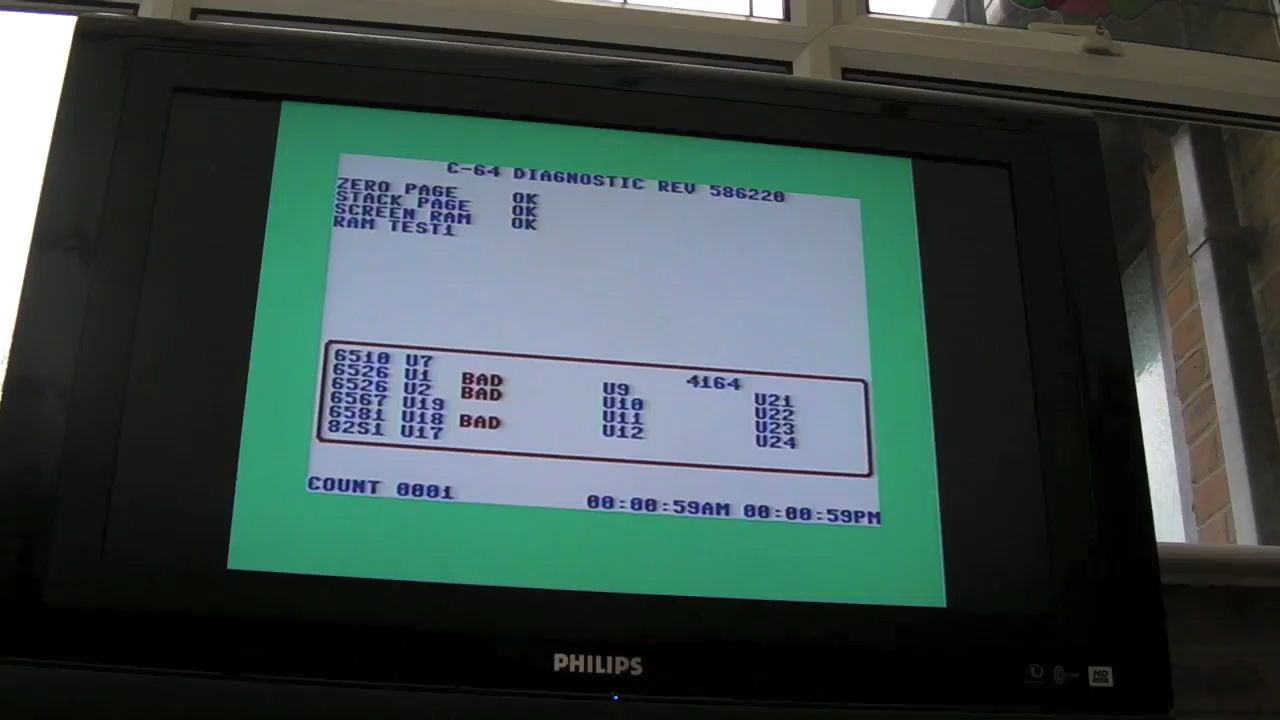 C-64 DIAGNOSTIC REV 586220
ZERO PAGE OK
STACK PAGE OK
SCREEN RAM OK
RAM TEST1
4164
6510 U7
6526 U1 BAD U9 U21
6526 U2 BAD U10 U22
6567 U19 U11 U23
6581 U18 BAD U12 U24
82S1 U17
COUNT 0001 00:00:59AM 00:00:59PM
PHILIPS
HD